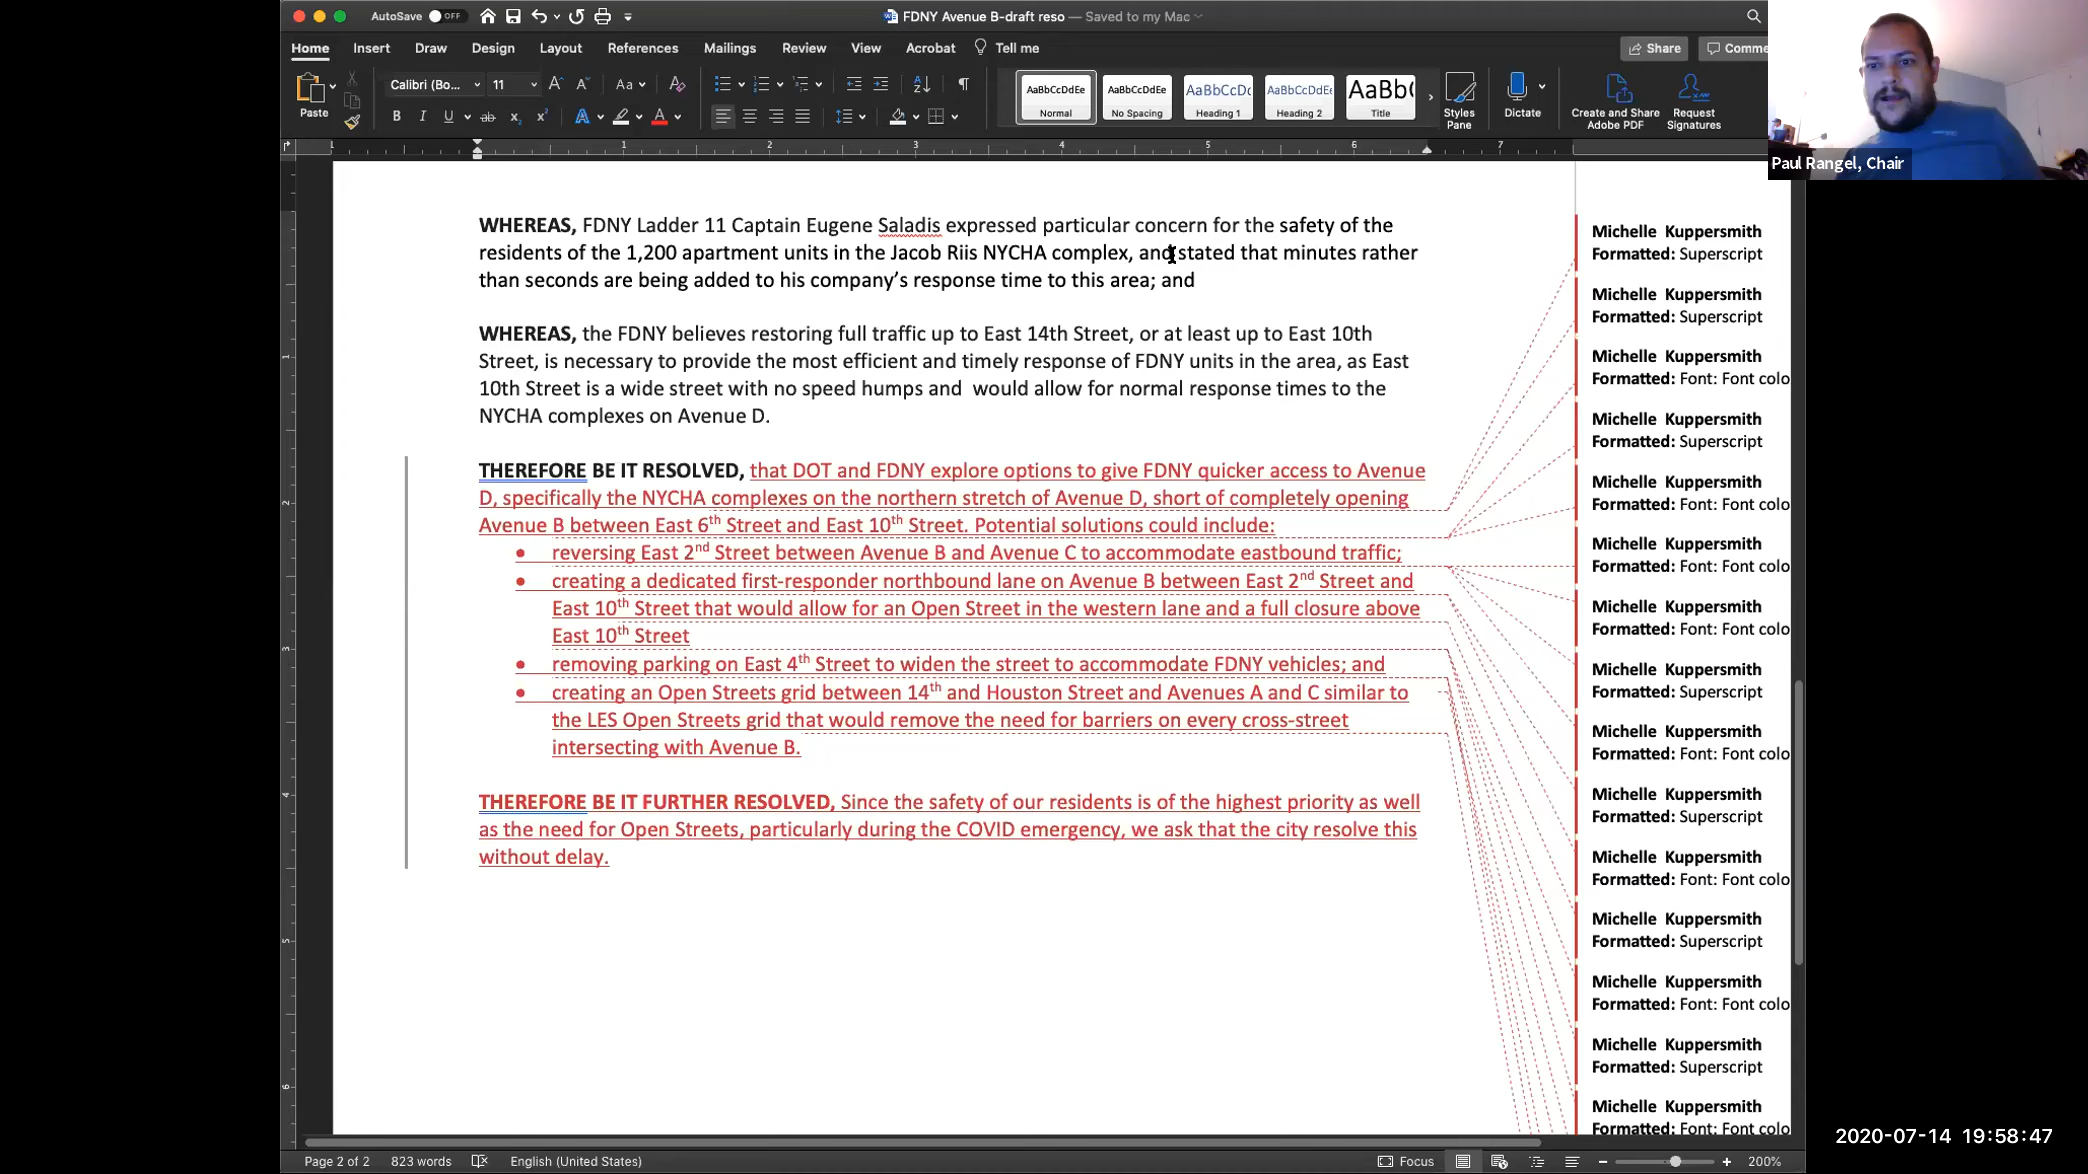 AutoSave OFF FDNY Avenue B-draft reso — Saved to my Mac
Home Insert Draw Design Layout References Mailings Review View Acrobat Tell me Share Comme
Calibri (Bo... 11 Aa
Paste
AaBbCcDdEe AaBbCcDdEe AaBbCcDc AaBbCcDdEe AaBb(
Normal No Spacing Heading 1 Heading 2 Title
Styles Pane
Dictate
Create and Share Adobe PDF
Request Signatures
Paul Rangel, Chair
1 1 2 3 4 5 6 7
WHEREAS, FDNY Ladder 11 Captain Eugene Saladis expressed particular concern for the safety of the
residents of the 1,200 apartment units in the Jacob Riis NYCHA complex, and stated that minutes rather
than seconds are being added to his company’s response time to this area; and
WHEREAS, the FDNY believes restoring full traffic up to East 14th Street, or at least up to East 10th
Street, is necessary to provide the most efficient and timely response of FDNY units in the area, as East
10th Street is a wide street with no speed humps and  would allow for normal response times to the
NYCHA complexes on Avenue D.
THEREFORE BE IT RESOLVED, that DOT and FDNY explore options to give FDNY quicker access to Avenue
D, specifically the NYCHA complexes on the northern stretch of Avenue D, short of completely opening
Avenue B between East 6th Street and East 10th Street. Potential solutions could include:
• reversing East 2nd Street between Avenue B and Avenue C to accommodate eastbound traffic;
• creating a dedicated first-responder northbound lane on Avenue B between East 2nd Street and
East 10th Street that would allow for an Open Street in the western lane and a full closure above
East 10th Street
• removing parking on East 4th Street to widen the street to accommodate FDNY vehicles; and
• creating an Open Streets grid between 14th and Houston Street and Avenues A and C similar to
the LES Open Streets grid that would remove the need for barriers on every cross-street
intersecting with Avenue B.
THEREFORE BE IT FURTHER RESOLVED, Since the safety of our residents is of the highest priority as well
as the need for Open Streets, particularly during the COVID emergency, we ask that the city resolve this
without delay.
Michelle Kuppersmith
Formatted: Superscript
Michelle Kuppersmith
Formatted: Superscript
Michelle Kuppersmith
Formatted: Font: Font colo
Michelle Kuppersmith
Formatted: Superscript
Michelle Kuppersmith
Formatted: Font: Font colo
Michelle Kuppersmith
Formatted: Font: Font colo
Michelle Kuppersmith
Formatted: Font: Font colo
Michelle Kuppersmith
Formatted: Superscript
Michelle Kuppersmith
Formatted: Font: Font colo
Michelle Kuppersmith
Formatted: Superscript
Michelle Kuppersmith
Formatted: Font: Font colo
Michelle Kuppersmith
Formatted: Superscript
Michelle Kuppersmith
Formatted: Font: Font colo
Michelle Kuppersmith
Formatted: Superscript
Michelle Kuppersmith
Formatted: Font: Font colo
1
2
3
4
5
6
2020-07-14 19:58:47
Page 2 of 2 823 words English (United States) Focus 200%